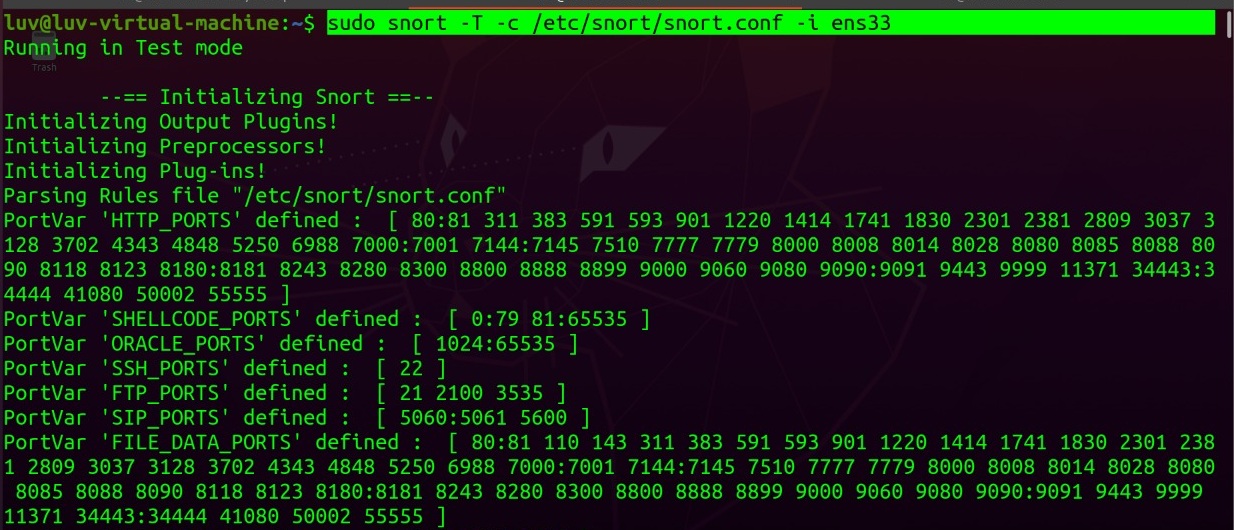 luv@luv-virtual-machine:~$ sudo snort -T -c /etc/snort/snort.conf -i ens33
Running in Test mode
Trash
--== Initializing Snort ==--
Initializing Output Plugins!
Initializing Preprocessors!
Initializing Plug-ins!
Parsing Rules file "/etc/snort/snort.conf"
PortVar 'HTTP_PORTS' defined :  [ 80:81 311 383 591 593 901 1220 1414 1741 1830 2301 2381 2809 3037 3
128 3702 4343 4848 5250 6988 7000:7001 7144:7145 7510 7777 7779 8000 8008 8014 8028 8080 8085 8088 80
90 8118 8123 8180:8181 8243 8280 8300 8800 8888 8899 9000 9060 9080 9090:9091 9443 9999 11371 34443:3
4444 41080 50002 55555 ]
PortVar 'SHELLCODE_PORTS' defined :  [ 0:79 81:65535 ]
PortVar 'ORACLE_PORTS' defined :  [ 1024:65535 ]
PortVar 'SSH_PORTS' defined :  [ 22 ]
PortVar 'FTP_PORTS' defined :  [ 21 2100 3535 ]
PortVar 'SIP_PORTS' defined :  [ 5060:5061 5600 ]
PortVar 'FILE_DATA_PORTS' defined :  [ 80:81 110 143 311 383 591 593 901 1220 1414 1741 1830 2301 238
1 2809 3037 3128 3702 4343 4848 5250 6988 7000:7001 7144:7145 7510 7777 7779 8000 8008 8014 8028 8080
8085 8088 8090 8118 8123 8180:8181 8243 8280 8300 8800 8888 8899 9000 9060 9080 9090:9091 9443 9999
11371 34443:34444 41080 50002 55555 ]